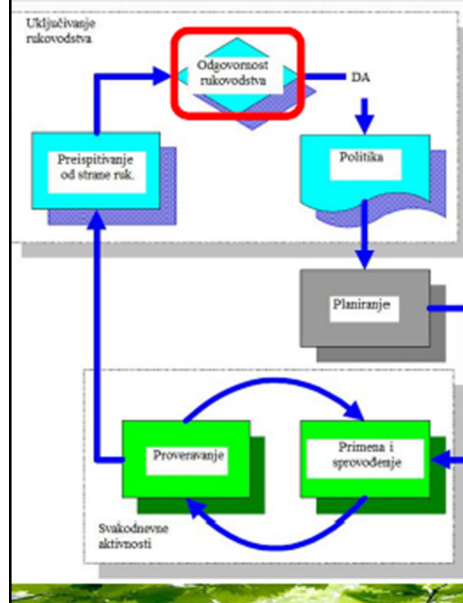 Uključivanje
rukovodstva
Odgovornost
rukovodstva
DA
Preispitivanje
od strane ruk.
Politika
Planiranje
Proveravanje
Primena i
sprovođenje
Svakodnevne
aktivnosti